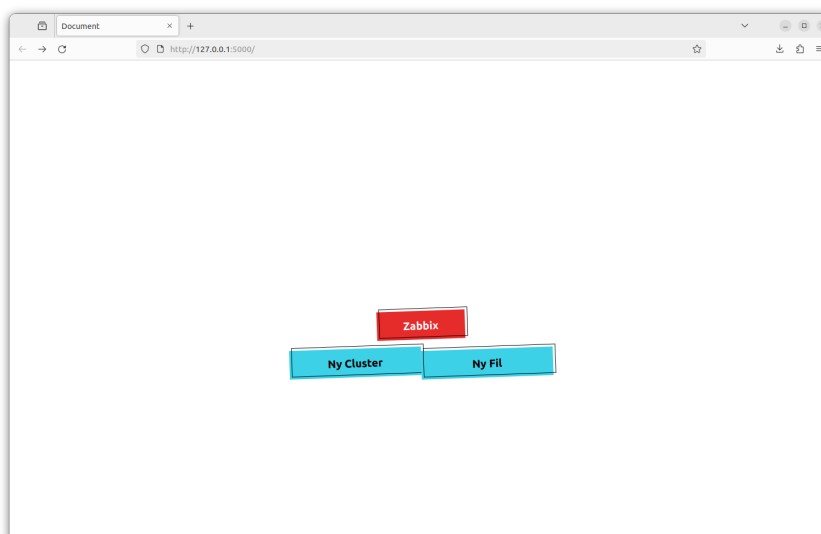 Document
http://127.0.0.1:5000/
Zabbix
Ny Cluster
Ny Fil